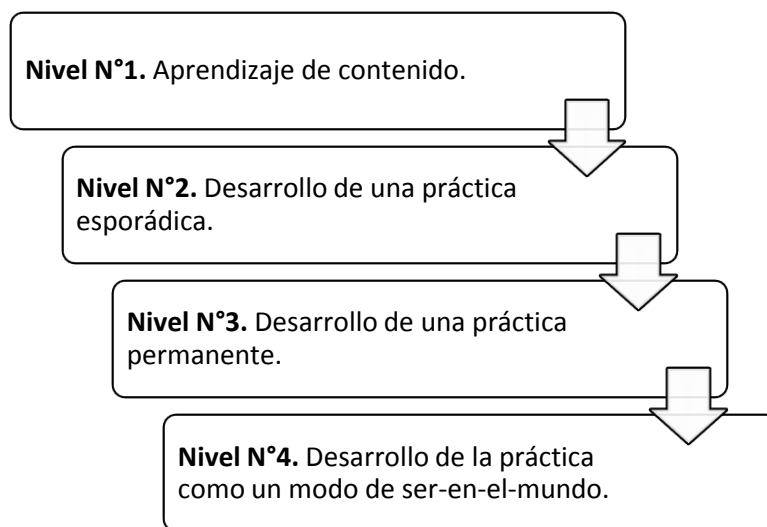 Nivel N°1. Aprendizaje de contenido.
Nivel N°2. Desarrollo de una práctica
esporádica.
Nivel N°3. Desarrollo de una práctica
permanente.
Nivel N°4. Desarrollo de la práctica
como un modo de ser-en-el-mundo.